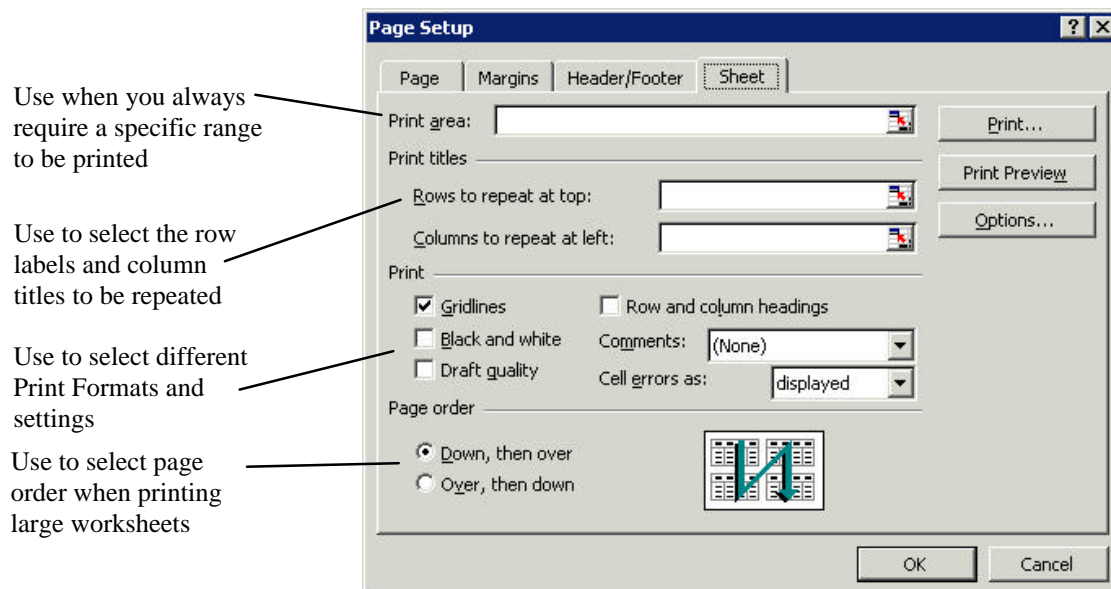 Page Setup
Page Margins Header/Footer Sheet
Use when you always
require a specific range
to be printed
Print area:
Print...
Print titles
Print Preview
Rows to repeat at top:
Options...
Columns to repeat at left:
Use to select the row
labels and column
titles to be repeated
Print
Gridlines
Row and column headings
Black and white
Comments: (None)
Draft quality
Cell errors as: displayed
Use to select different
Print Formats and
settings
Page order
Down, then over
Over, then down
Use to select page
order when printing
large worksheets
OK Cancel